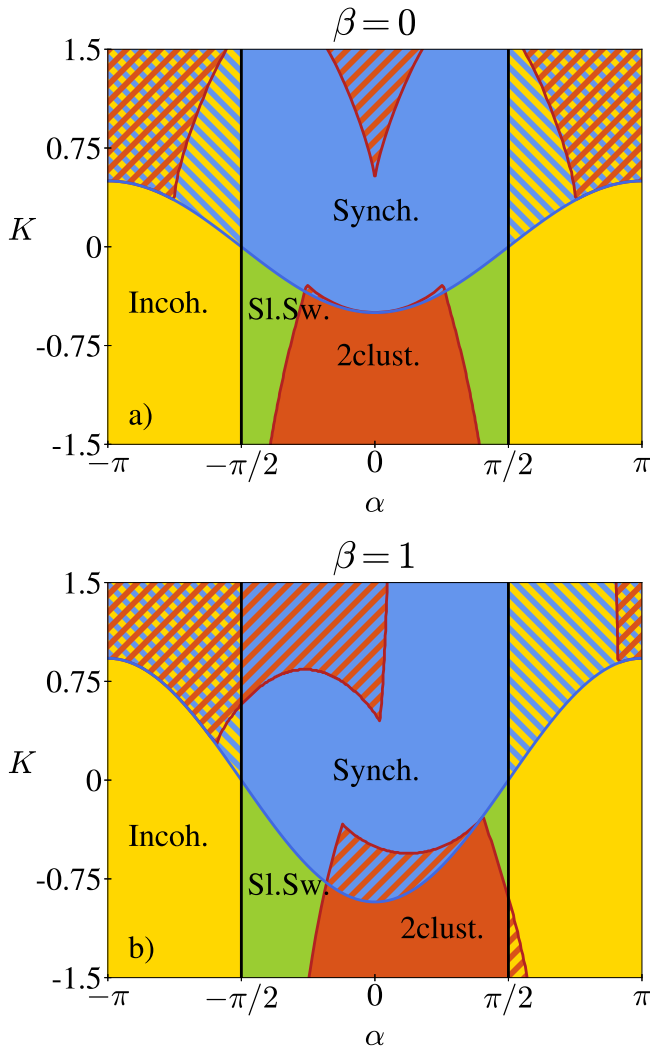 β = 0
1.5
0.75
K
0
-0.75
-1.5
Synch.
Incoh.
Sl.Sw.
2clust.
a)
−π
−π/2
0
π/2
π
α
β = 1
1.5
0.75
K
0
-0.75
-1.5
Synch.
Incoh.
Sl.Sw.
2clust.
b)
−π
−π/2
0
π/2
π
α